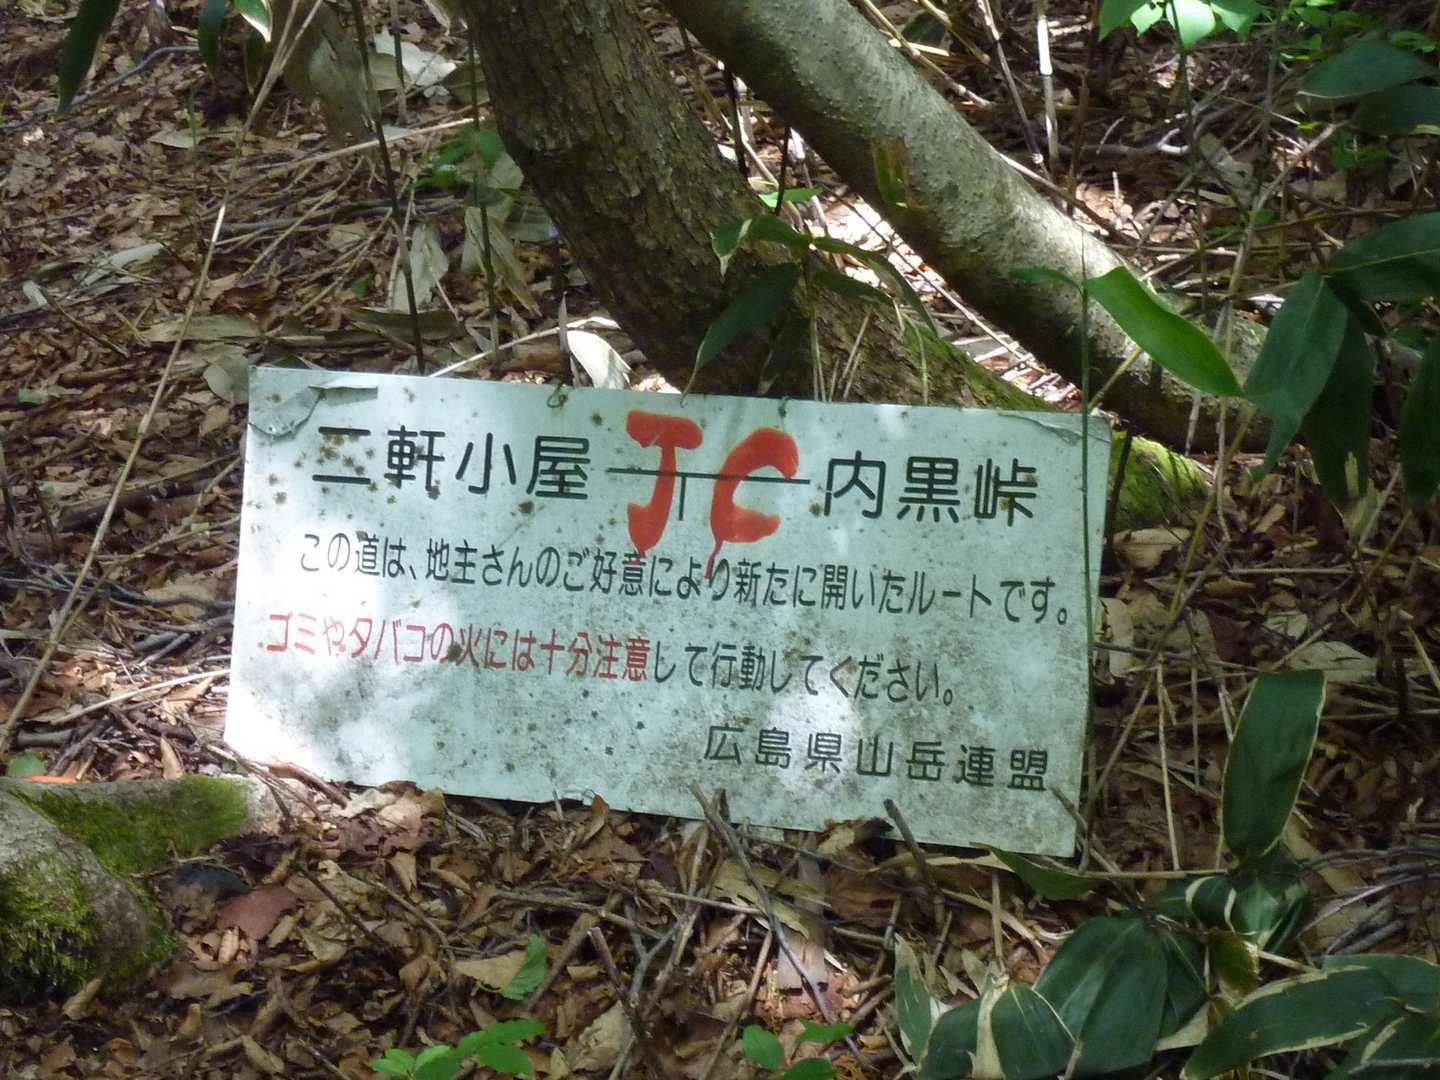 二軒小屋 JC 内黒峠
この道は、地主さんのご好意により新たに開いたルートです。
ゴミやタバコの火には十分注意して行動してください。
広島県山岳連盟